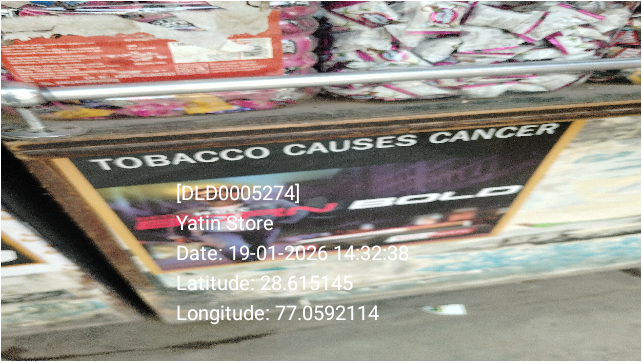 TOBACCO CAUSES CANCER
BOLD
[DLD0005274]
Yatin Store
Date: 19-01-2026 14:32:38
Latitude: 28.615145
Longitude: 77.0592114